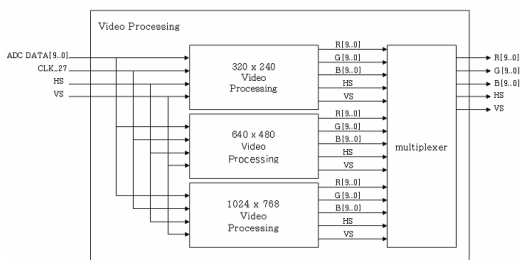 Video Processing
ADC DATA[9..0]
CLK_27
HS
VS
320 x 240
Video
Processing
R[9..0]
G[9..0]
B[9..0]
HS
VS
640 x 480
Video
Processing
R[9..0]
G[9..0]
B[9..0]
HS
VS
1024 x 768
Video
Processing
R[9..0]
G[9..0]
B[9..0]
HS
VS
multiplexer
R[9..0]
G[9..0]
B[9..0]
HS
VS